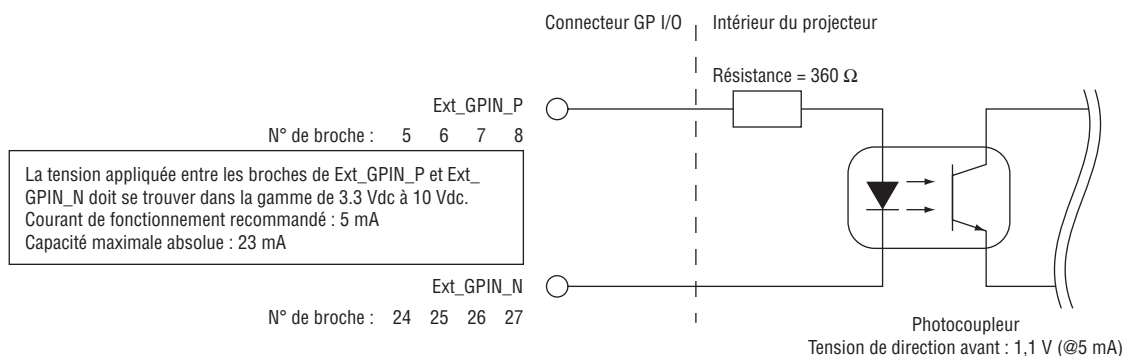 Connecteur GP I/O
Intérieur du projecteur
Résistance = 360 Ω
Ext_GPIN_P
N° de broche : 5 6 7 8
La tension appliquée entre les broches de Ext_GPIN_P et Ext_
GPIN_N doit se trouver dans la gamme de 3.3 Vdc à 10 Vdc.
Courant de fonctionnement recommandé : 5 mA
Capacité maximale absolue : 23 mA
Ext_GPIN_N
N° de broche : 24 25 26 27
Photocoupleur
Tension de direction avant : 1,1 V (@5 mA)